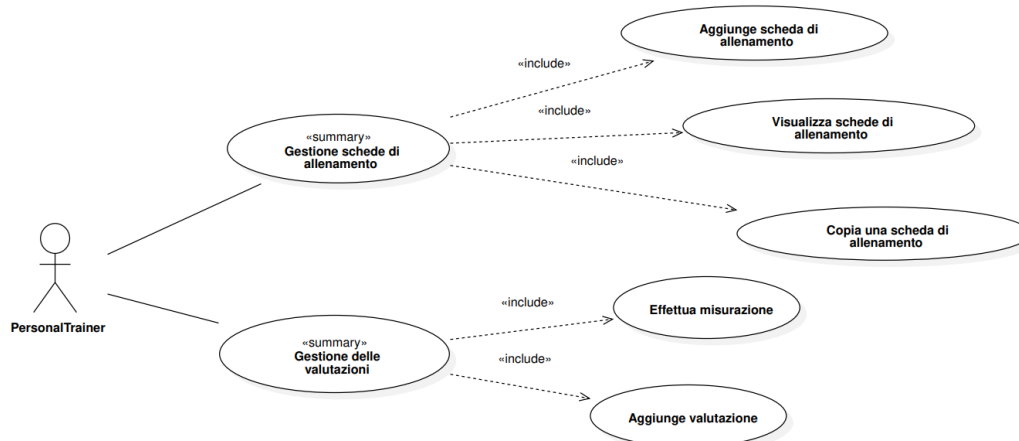 Aggiunge scheda di
allenamento
«include»
«include»
Visualizza schede di
allenamento
«summary»
Gestione schede di
allenamento
«include»
Copia una scheda di
allenamento
PersonalTrainer
«include»
Effettua misurazione
«summary»
Gestione delle
valutazioni
«include»
Aggiunge valutazione